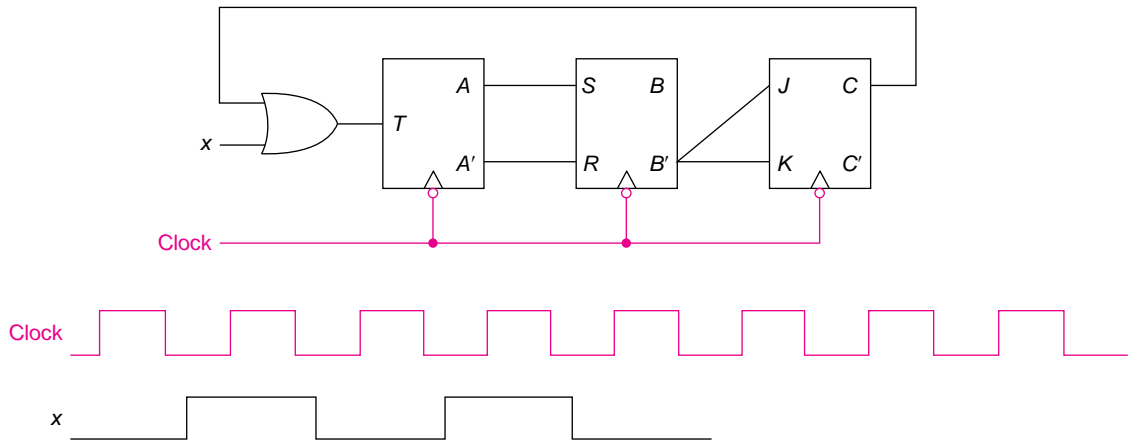 A S B J C
T
x
A′ R B′ K C′
Clock
Clock
x